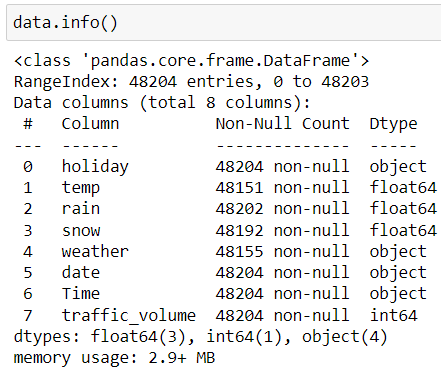 data.info()
<class 'pandas.core.frame.DataFrame'>
RangeIndex: 48204 entries, 0 to 48203
Data columns (total 8 columns):
 #   Column          Non-Null Count  Dtype
---  ------          --------------  -----
 0   holiday         48204 non-null  object
 1   temp            48151 non-null  float64
 2   rain            48202 non-null  float64
 3   snow            48192 non-null  float64
 4   weather         48155 non-null  object
 5   date            48204 non-null  object
 6   Time            48204 non-null  object
 7   traffic_volume  48204 non-null  int64
dtypes: float64(3), int64(1), object(4)
memory usage: 2.9+ MB